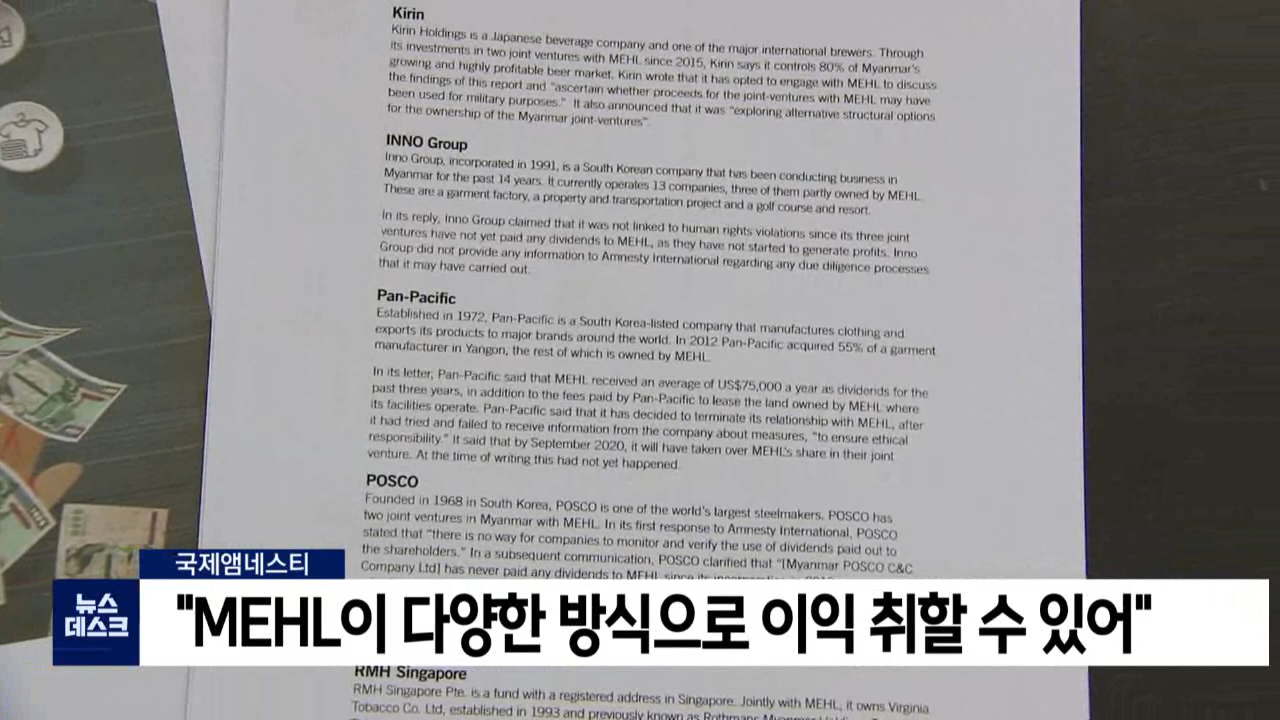 Kirin
Kirin Holdings is a Japanese beverage company and one of the major international brewers. Through
its investments in two joint ventures with MEHL since 2015, Kirin says it controls 80% of Myanmar's
growing and highly profitable beer market. Kirin wrote that it has opted to engage with MEHL to discuss
the findings of this report and "ascertain whether proceeds for the joint-ventures with MEHL may have
been used for military purposes." It also announced that it was "exploring alternative structural options
for the ownership of the Myanmar joint-ventures".
INNO Group
Inno Group, incorporated in 1991, is a South Korean company that has been conducting business in
Myanmar for the past 14 years. It currently operates 13 companies, three of them partly owned by MEHL.
These are a garment factory, a property and transportation project and a golf course and resort.
In its reply, Inno Group claimed that it was not linked to human rights violations since its three joint
ventures have not yet paid any dividends to MEHL, as they have not started to generate profits. Inno
Group did not provide any information to Amnesty International regarding any due diligence processes
that it may have carried out.
Pan-Pacific
Established in 1972, Pan-Pacific is a South Korea-listed company that manufactures clothing and
exports its products to major brands around the world. In 2012 Pan-Pacific acquired 55% of a garment
manufacturer in Yangon, the rest of which is owned by MEHL.
In its letter, Pan-Pacific said that MEHL received an average of US$75,000 a year as dividends for the
past three years, in addition to the fees paid by Pan-Pacific to lease the land owned by MEHL where
its facilities operate. Pan-Pacific said that it has decided to terminate its relationship with MEHL, after
it had tried and failed to receive information from the company about measures, "to ensure ethical
responsibility." It said that by September 2020, it will have taken over MEHL's share in their joint
venture. At the time of writing this had not yet happened.
POSCO
Founded in 1968 in South Korea, POSCO is one of the world's largest steelmakers. POSCO has
two joint ventures in Myanmar with MEHL. In its first response to Amnesty International, POSCO
stated that "there is no way for companies to monitor and verify the use of dividends paid out to
the shareholders." In a subsequent communication, POSCO clarified that "[Myanmar POSCO C&C
Company Ltd] has never paid any dividends to MEHL since its
국제앰네스티
뉴스
데스크
"MEHL이 다양한 방식으로 이익 취할 수 있어"
RMH Singapore
RMH Singapore Pte. is a fund with a registered address in Singapore. Jointly with MEHL, it owns Virginia
Tobacco Co. Ltd, established in 1993 and previously known as Rothmans